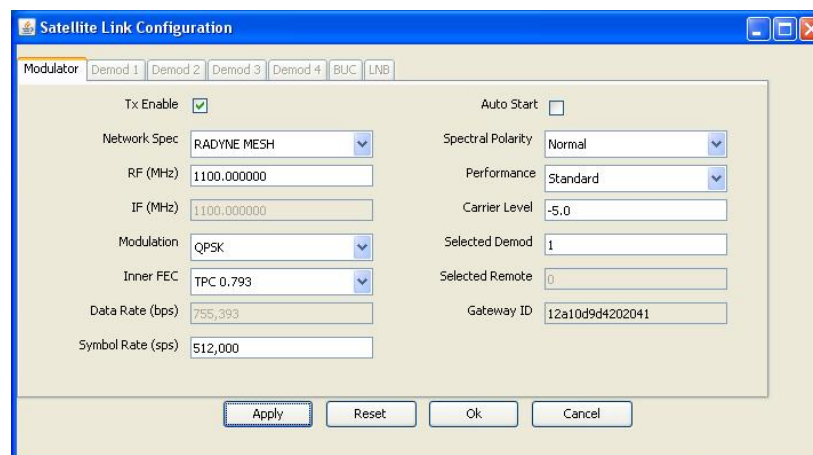 Satellite Link Configuration
Modulator Demod 1 Demod 2 Demod 3 Demod 4 BUC LNB
Tx Enable Auto Start
Network Spec RADYNE MESH Spectral Polarity Normal
RF (MHz) 1100.000000 Performance Standard
IF (MHz) 1100.000000 Carrier Level -5.0
Modulation QPSK Selected Demod 1
Inner FEC TPC 0.793 Selected Remote 0
Data Rate (bps) 755,393 Gateway ID 12a10d9d4202041
Symbol Rate (sps) 512,000
Apply Reset Ok Cancel